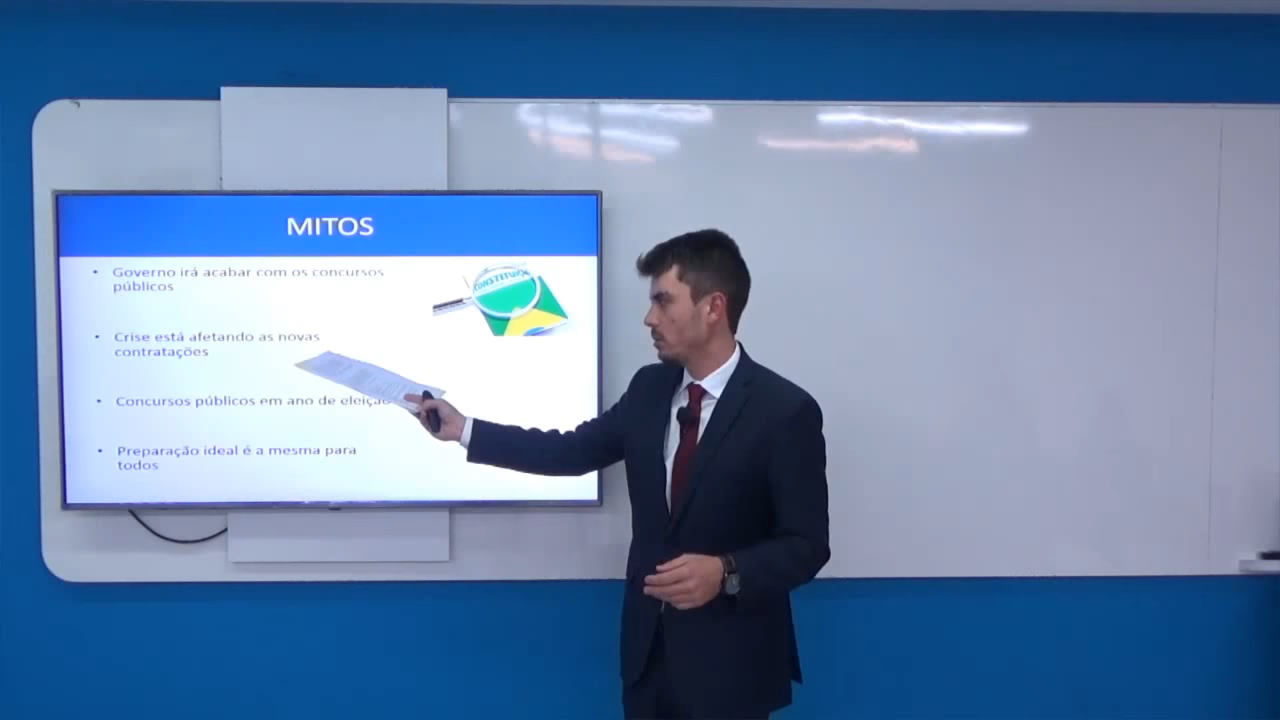 MITOS
• Governo irá acabar com os concursos
públicos
• Crise está afetando as novas
contratações
• Concursos públicos em ano de eleição
• Preparação ideal é a mesma para
todos